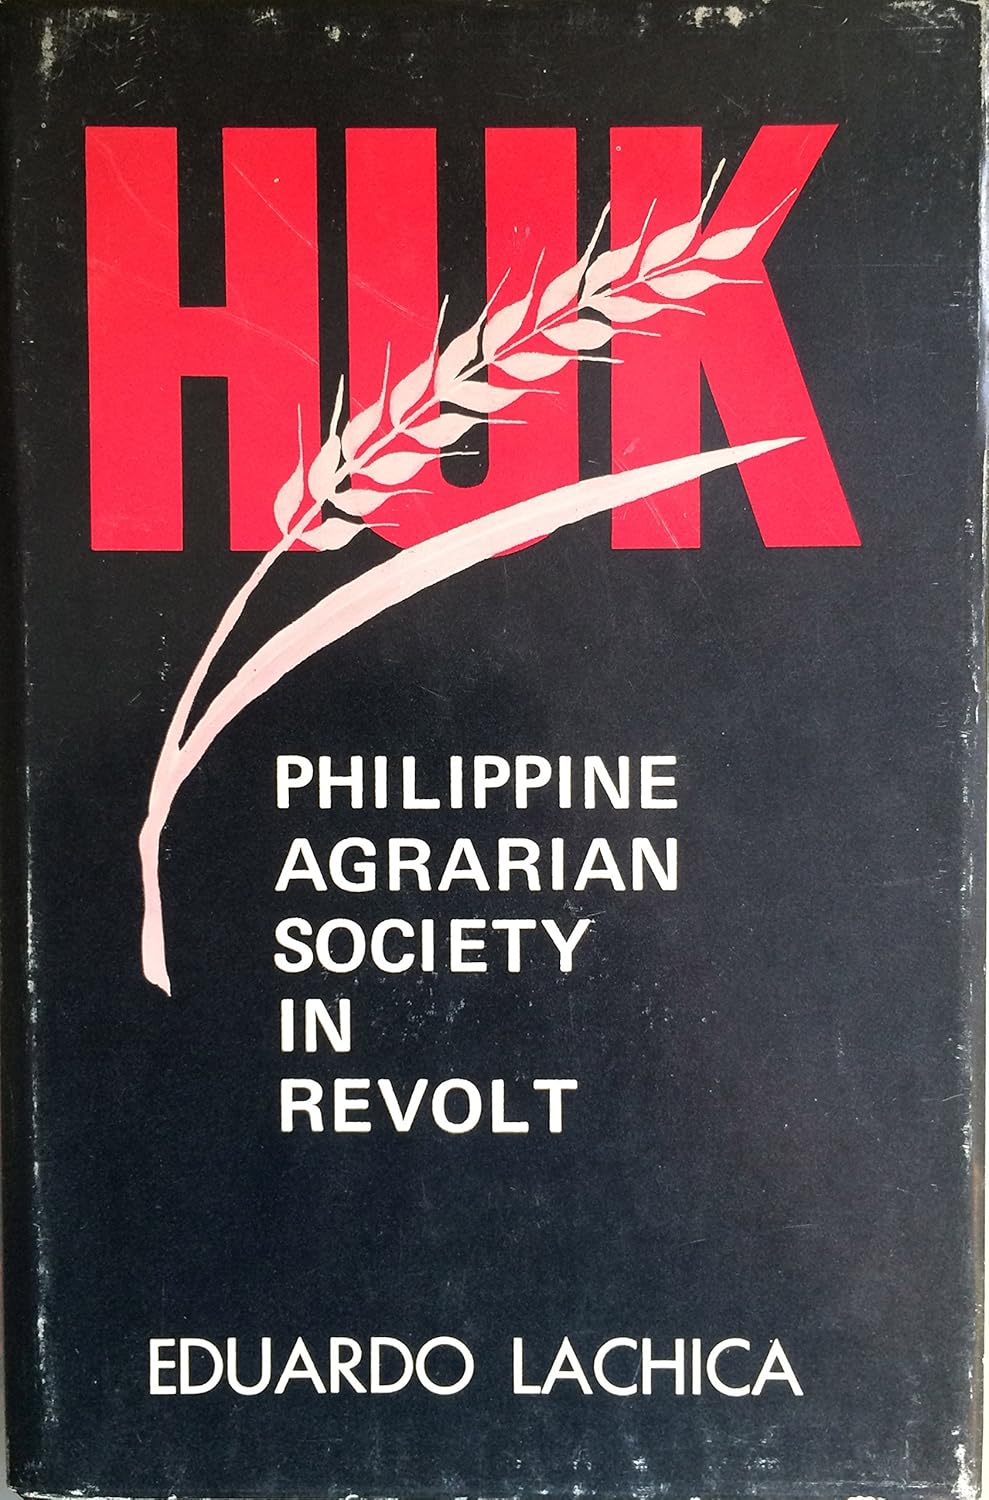 HUK
PHILIPPINE
AGRARIAN
SOCIETY
IN
REVOLT
EDUARDO LACHICA